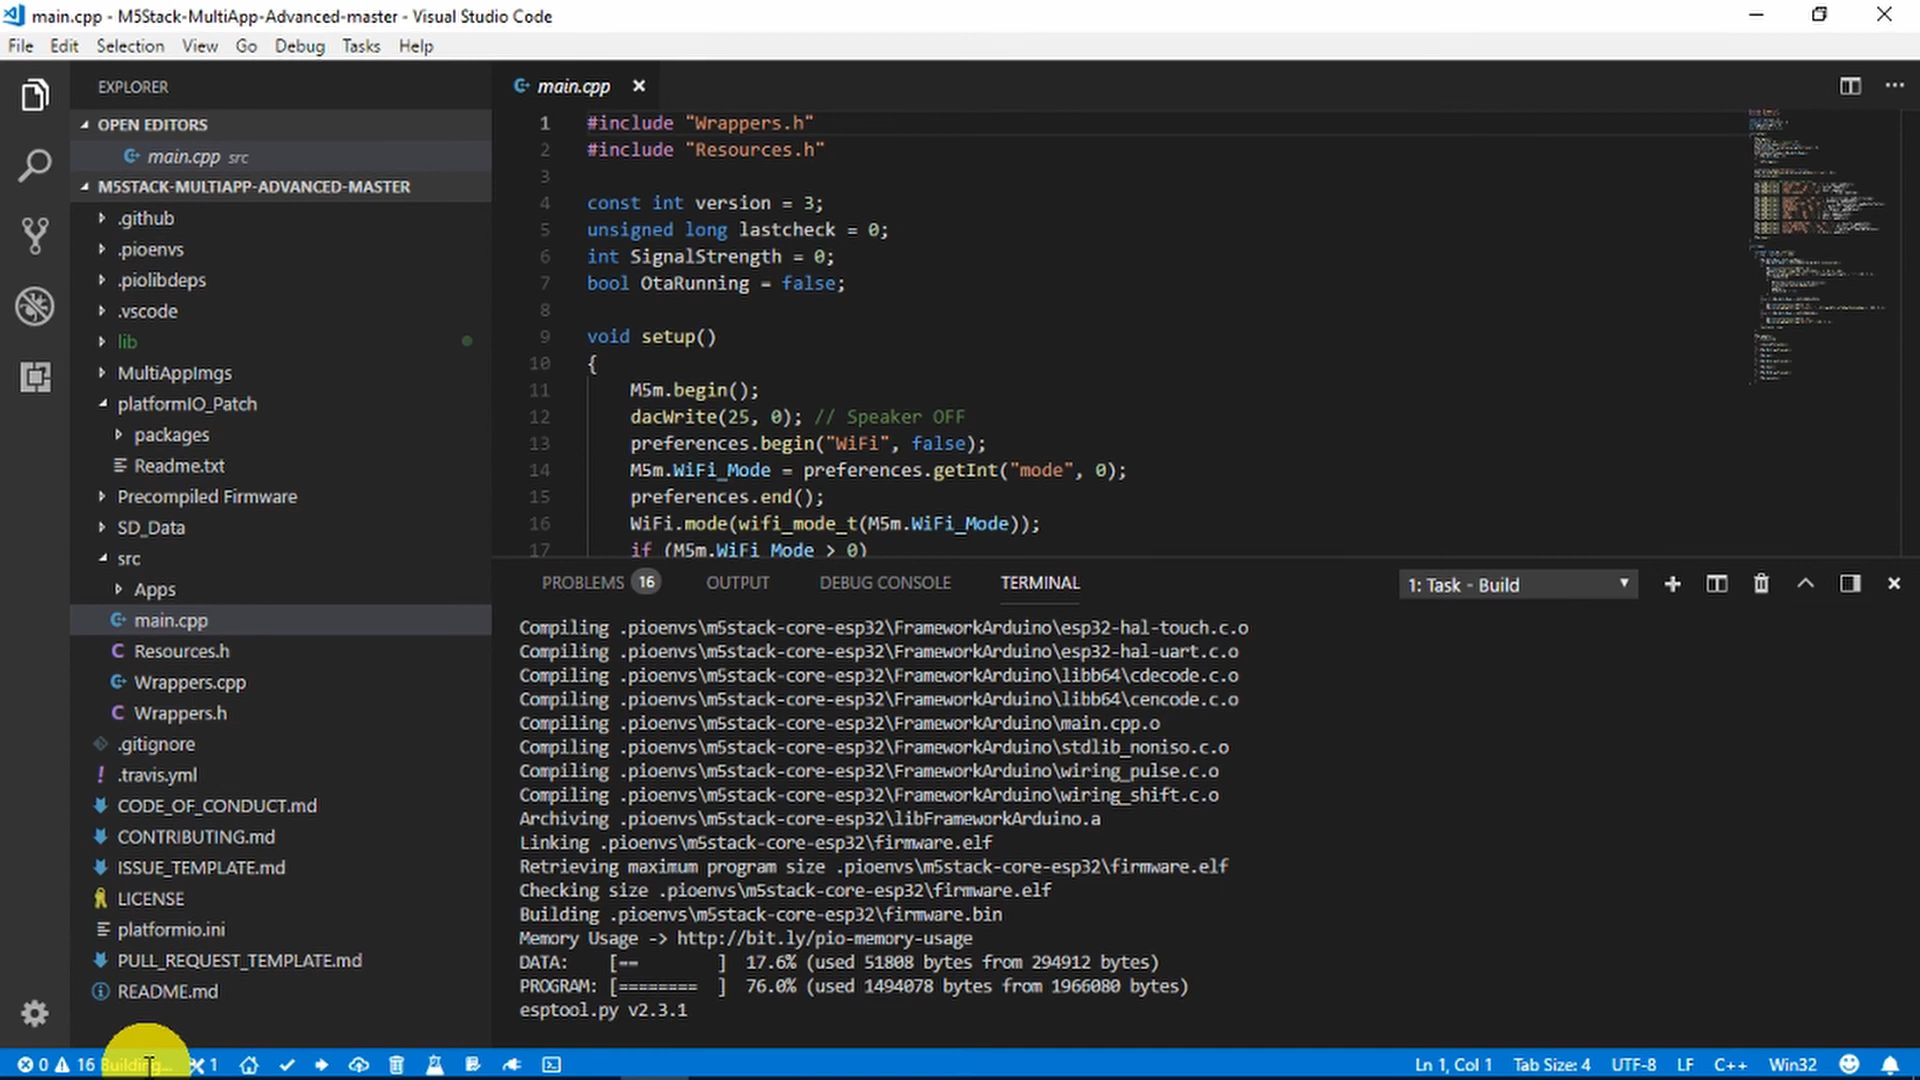 main.cpp - M5Stack-MultiApp-Advanced-master - Visual Studio Code
File Edit Selection View Go Debug Tasks Help
EXPLORER
OPEN EDITORS
main.cpp src
M5STACK-MULTIAPP-ADVANCED-MASTER
.github
.pioenvs
.piolibdeps
.vscode
lib
MultiAppImgs
platformIO_Patch
packages
Readme.txt
Precompiled Firmware
SD_Data
src
Apps
main.cpp
Resources.h
Wrappers.cpp
Wrappers.h
.gitignore
.travis.yml
CODE_OF_CONDUCT.md
CONTRIBUTING.md
ISSUE_TEMPLATE.md
LICENSE
platformio.ini
PULL_REQUEST_TEMPLATE.md
README.md
main.cpp
1 #include "Wrappers.h"
2 #include "Resources.h"
3
4 const int version = 3;
5 unsigned long lastcheck = 0;
6 int SignalStrength = 0;
7 bool OtaRunning = false;
8
9 void setup()
10 {
11 M5m.begin();
12 dacWrite(25, 0); // Speaker OFF
13 preferences.begin("WiFi", false);
14 M5m.WiFi_Mode = preferences.getInt("mode", 0);
15 preferences.end();
16 WiFi.mode(wifi_mode_t(M5m.WiFi_Mode));
17 if (M5m.WiFi_Mode > 0)
PROBLEMS 16 OUTPUT DEBUG CONSOLE TERMINAL 1: Task - Build
Compiling .pioenvs\m5stack-core-esp32\FrameworkArduino\esp32-hal-touch.c.o
Compiling .pioenvs\m5stack-core-esp32\FrameworkArduino\esp32-hal-uart.c.o
Compiling .pioenvs\m5stack-core-esp32\FrameworkArduino\libb64\cdecode.c.o
Compiling .pioenvs\m5stack-core-esp32\FrameworkArduino\libb64\cencode.c.o
Compiling .pioenvs\m5stack-core-esp32\FrameworkArduino\main.cpp.o
Compiling .pioenvs\m5stack-core-esp32\FrameworkArduino\stdlib_noniso.c.o
Compiling .pioenvs\m5stack-core-esp32\FrameworkArduino\wiring_pulse.c.o
Compiling .pioenvs\m5stack-core-esp32\FrameworkArduino\wiring_shift.c.o
Archiving .pioenvs\m5stack-core-esp32\libFrameworkArduino.a
Linking .pioenvs\m5stack-core-esp32\firmware.elf
Retrieving maximum program size .pioenvs\m5stack-core-esp32\firmware.elf
Checking size .pioenvs\m5stack-core-esp32\firmware.elf
Building .pioenvs\m5stack-core-esp32\firmware.bin
Memory Usage -> http://bit.ly/pio-memory-usage
DATA: [== ] 17.6% (used 51808 bytes from 294912 bytes)
PROGRAM: [======== ] 76.0% (used 1494078 bytes from 1966080 bytes)
esptool.py v2.3.1
0 16 Building... 1 Ln 1, Col 1 Tab Size: 4 UTF-8 LF C++ Win32